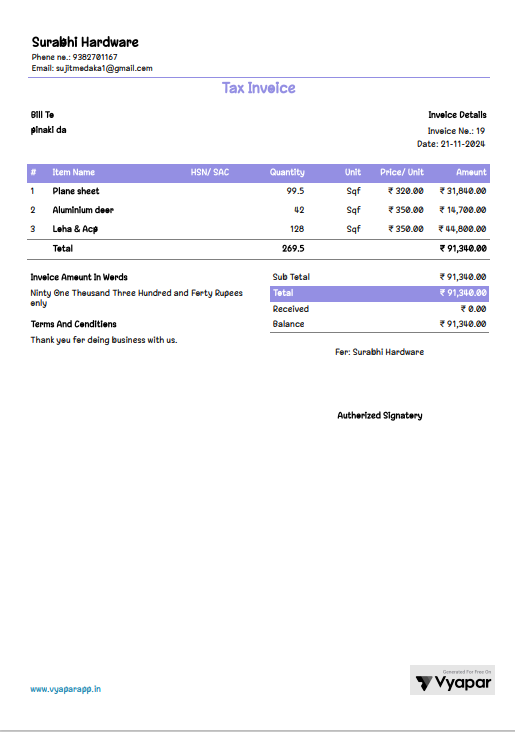 Surabhi Hardware
Phone no.: 9382701167
Email: sujitmedaka1@gmail.com
Tax Invoice
Bill To
pinaki da
Invoice Details
Invoice No.: 19
Date: 21-11-2024
# Item Name HSN/ SAC Quantity Unit Price/ Unit Amount
1 Plane sheet 99.5 Sqf ₹ 320.00 ₹ 31,840.00
2 Aluminium door 42 Sqf ₹ 350.00 ₹ 14,700.00
3 Loha & Acp 128 Sqf ₹ 350.00 ₹ 44,800.00
Total 269.5 ₹ 91,340.00
Invoice Amount In Words
Ninty One Thousand Three Hundred and Forty Rupees
only
Terms And Conditions
Thank you for doing business with us.
Sub Total ₹ 91,340.00
Total ₹ 91,340.00
Received ₹ 0.00
Balance ₹ 91,340.00
For: Surabhi Hardware
Authorized Signatory
www.vyaparapp.in
Generated For Free On
Vyapar